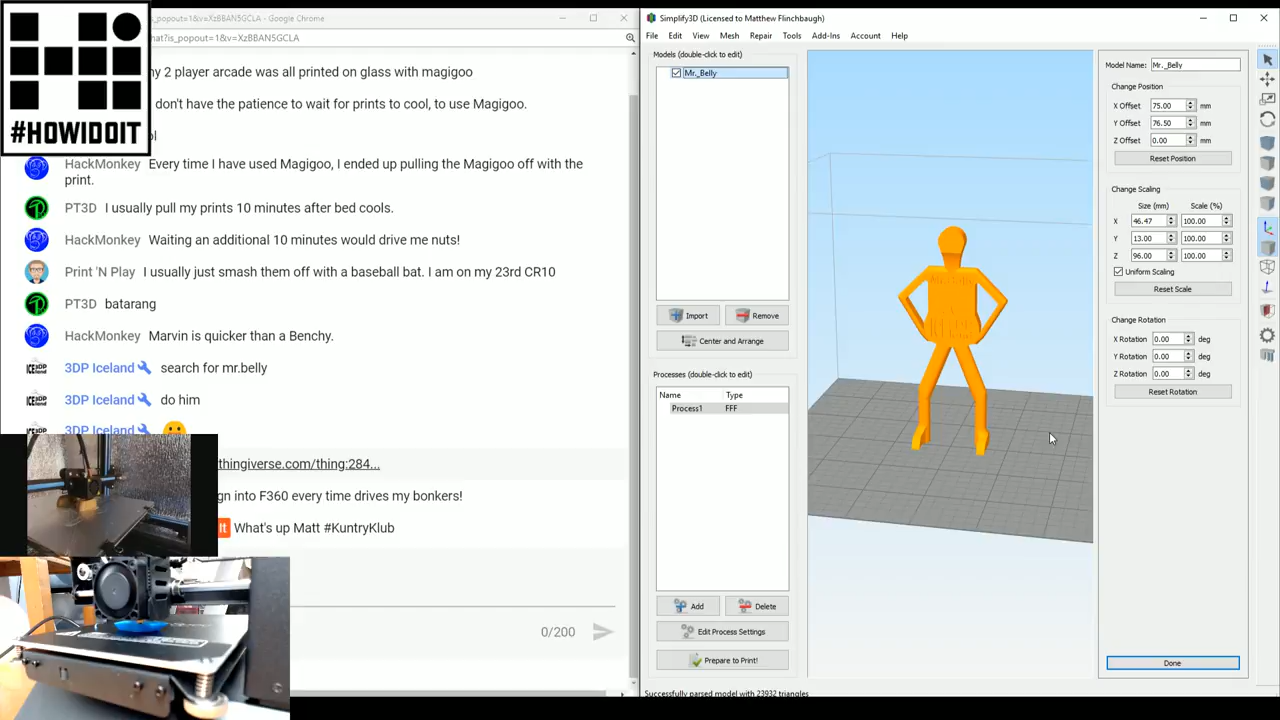 _popout=1&v=XzBBAN5GCLA - Google Chrome
hat?is_popout=1&v=XzBBAN5GCLA
#HOWIDOIT
2 player arcade was all printed on glass with magigoo
don't have the patience to wait for prints to cool, to use Magigoo.
HackMonkey Every time I have used Magigoo, I ended up pulling the Magigoo off with the
print.
PT3D I usually pull my prints 10 minutes after bed cools.
HackMonkey Waiting an additional 10 minutes would drive me nuts!
Print 'N Play I usually just smash them off with a baseball bat. I am on my 23rd CR10
PT3D batarang
HackMonkey Marvin is quicker than a Benchy.
3DP Iceland search for mr.belly
3DP Iceland do him
3DP Iceland
thingiverse.com/thing:284...
gn into F360 every time drives my bonkers!
It What's up Matt #KuntryKlub
0/200
Simplify3D (Licensed to Matthew Flinchbaugh)
File Edit View Mesh Repair Tools Add-Ins Account Help
Models (double-click to edit)
Mr._Belly
Import Remove
Center and Arrange
Processes (double-click to edit)
Name Type
Process1 FFF
Add Delete
Edit Process Settings
Prepare to Print!
Successfully parsed model with 23932 triangles
Model Name: Mr._Belly
Change Position
X Offset 75.00 mm
Y Offset 76.50 mm
Z Offset 0.00 mm
Reset Position
Change Scaling
Size (mm) Scale (%)
X 46.47 100.00
Y 13.00 100.00
Z 96.00 100.00
Uniform Scaling
Reset Scale
Change Rotation
X Rotation 0.00 deg
Y Rotation 0.00 deg
Z Rotation 0.00 deg
Reset Rotation
Done